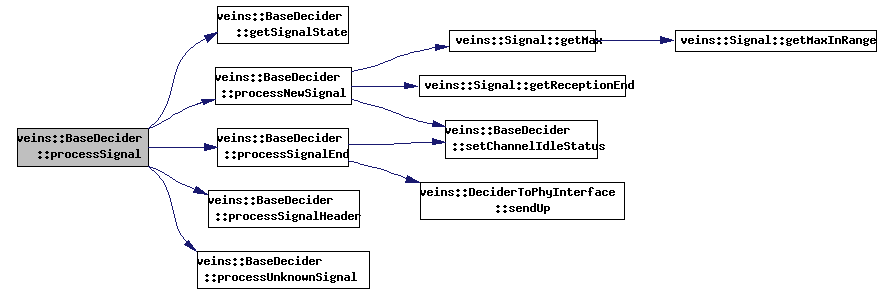 veins::BaseDecider
::getSignalState
veins::Signal::getMax
veins::Signal::getMaxInRange
veins::BaseDecider
::processNewSignal
veins::Signal::getReceptionEnd
veins::BaseDecider
::processSignal
veins::BaseDecider
::processSignalEnd
veins::BaseDecider
::setChannelIdleStatus
veins::DeciderToPhyInterface
::sendUp
veins::BaseDecider
::processSignalHeader
veins::BaseDecider
::processUnknownSignal